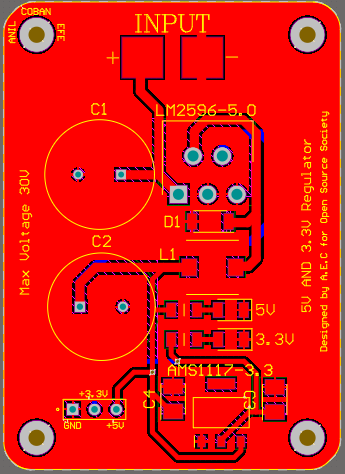 COBAN
ANIL
EFE
INPUT
+
−
C1
LM2596-5.0
Max Voltage 30V
D1
C2
L1
5V AND 3.3V Regulator
Designed by A.E.C for Open Source Society
5V
3.3V
AMS1117-3.3
C4
C3
+3.3V
GND
+5V